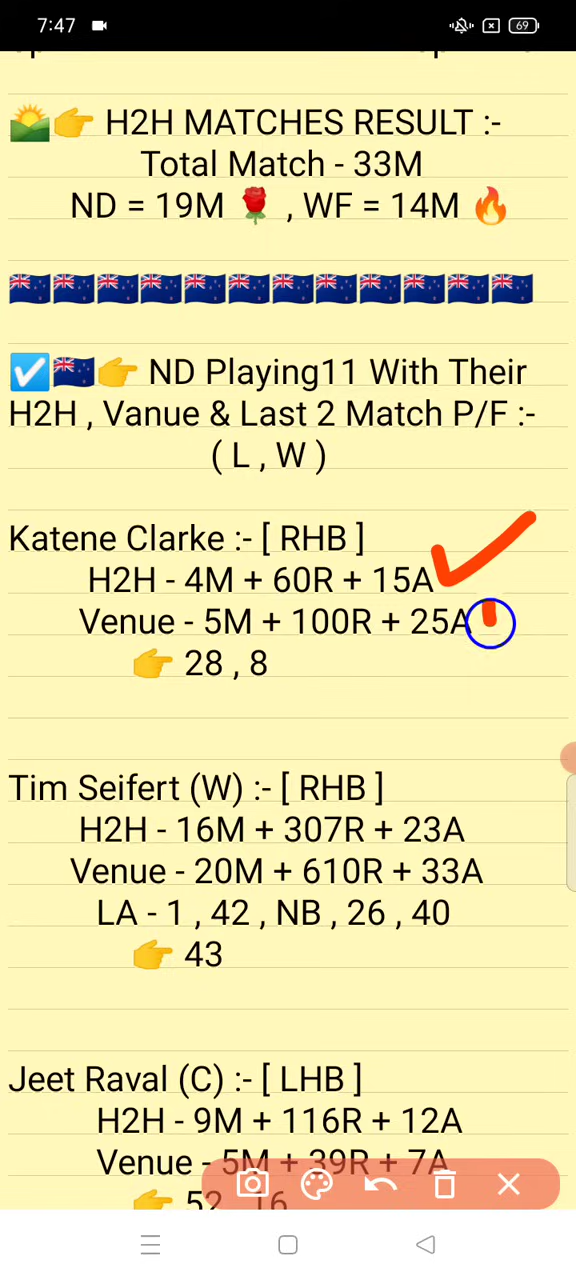 7:47
69
H2H MATCHES RESULT :-
Total Match - 33M
ND = 19M 🌹 , WF = 14M 🔥
ND Playing11 With Their
H2H , Vanue & Last 2 Match P/F :-
( L , W )
Katene Clarke :- [ RHB ]
H2H - 4M + 60R + 15A
Venue - 5M + 100R + 25A
👉 28 , 8
Tim Seifert (W) :- [ RHB ]
H2H - 16M + 307R + 23A
Venue - 20M + 610R + 33A
LA - 1 , 42 , NB , 26 , 40
👉 43
Jeet Raval (C) :- [ LHB ]
H2H - 9M + 116R + 12A
Venue - 5M + 39R + 7A
👉 52 , 16